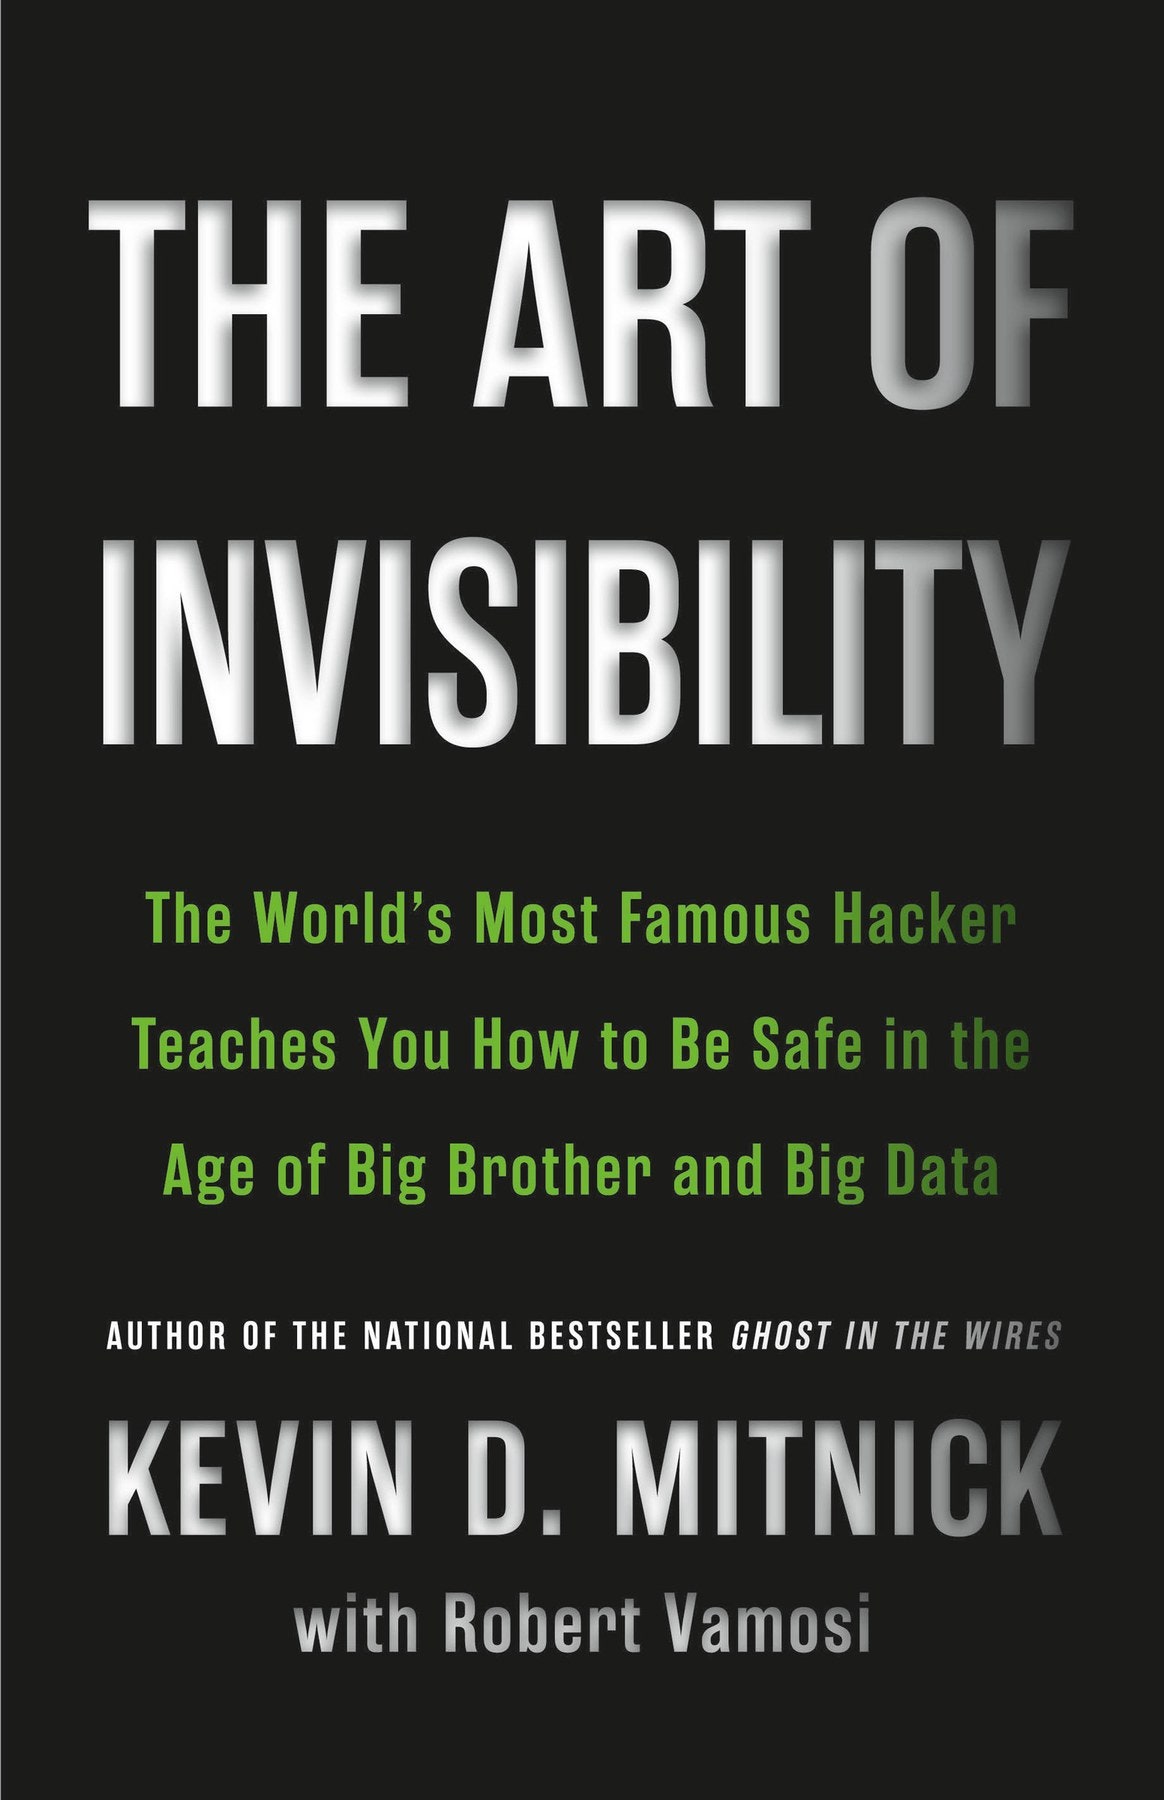 THE ART OF
INVISIBILITY
The World's Most Famous Hacker
Teaches You How to Be Safe in the
Age of Big Brother and Big Data
AUTHOR OF THE NATIONAL BESTSELLER GHOST IN THE WIRES
KEVIN D. MITNICK
with Robert Vamosi